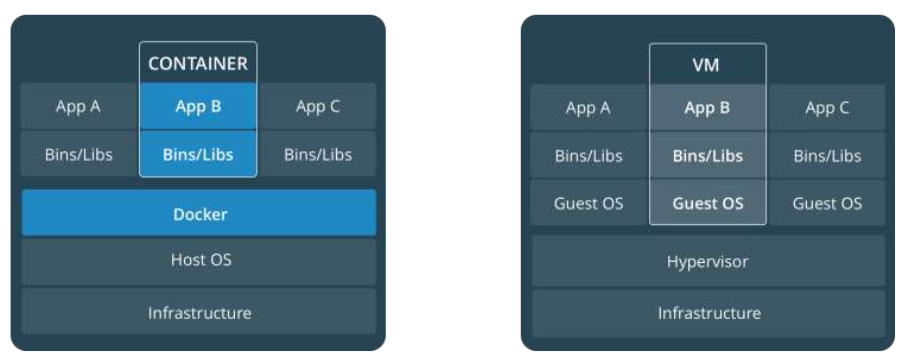 CONTAINER
App A App B App C
Bins/Libs Bins/Libs Bins/Libs
Docker
Host OS
Infrastructure
VM
App A App B App C
Bins/Libs Bins/Libs Bins/Libs
Guest OS Guest OS Guest OS
Hypervisor
Infrastructure